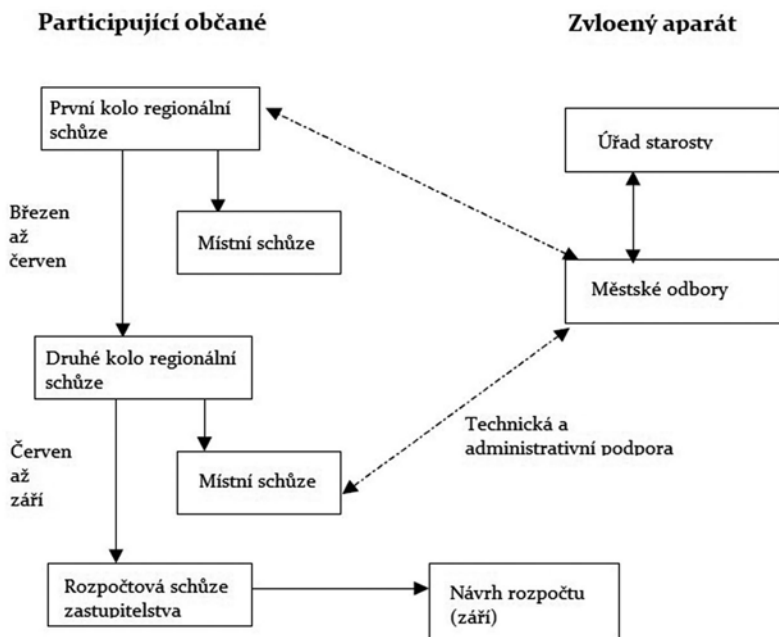 Participující občané
Zvloený aparát
První kolo regionální
schůze
Úřad starosty
Březen
až
červen
Místní schůze
Městské odbory
Druhé kolo regionální
schůze
Technická a
administrativní podpora
Červen
až
září
Místní schůze
Rozpočtová schůze
zastupitelstva
Návrh rozpočtu
(září)